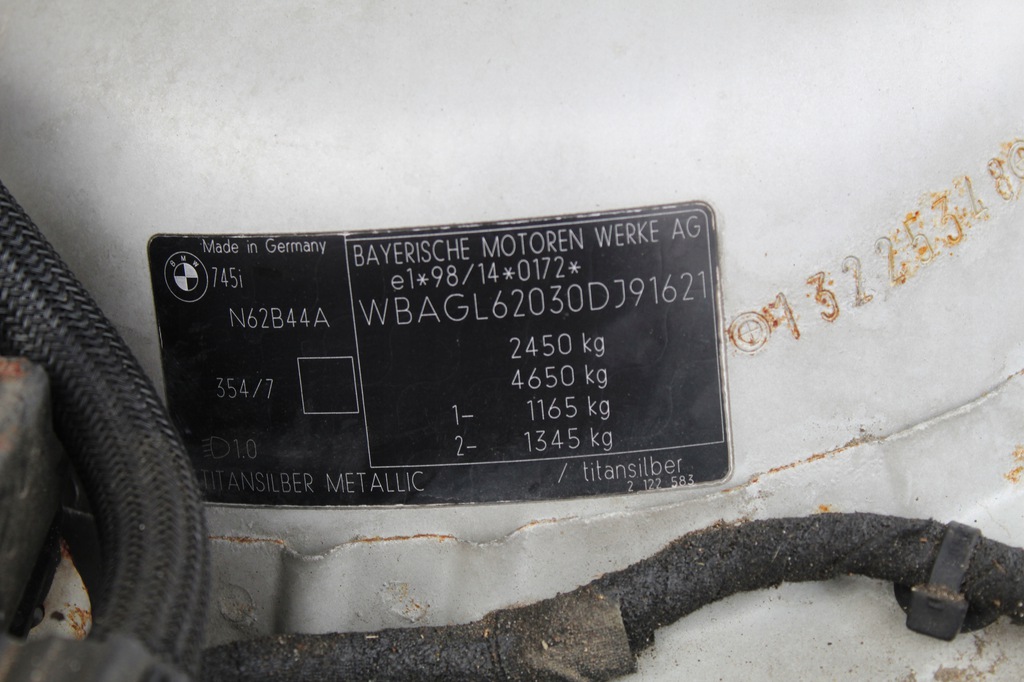 Made in Germany
BMW
745i
N62B44A
354/7
1.0
TITANSILBER METALLIC
BAYERISCHE MOTOREN WERKE AG
e1*98/14*0172*
WBAGL62030DJ91621
2450 kg
4650 kg
1– 1165 kg
2– 1345 kg
/ titansilber
2 122 583